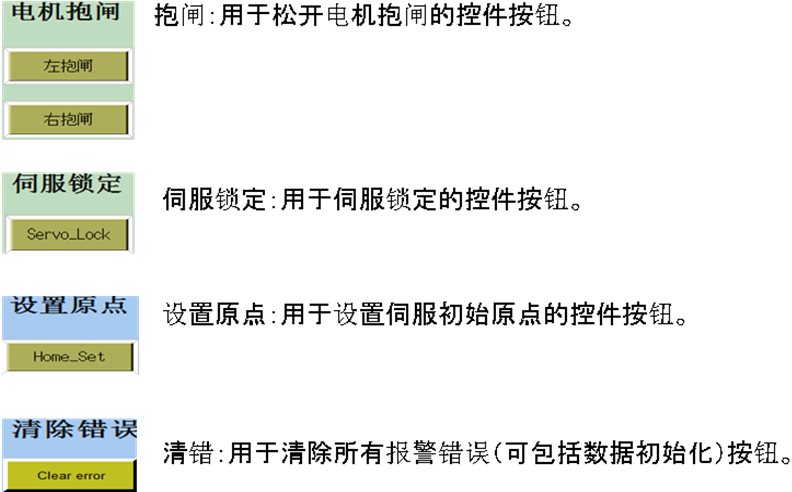 电机抱闸
抱闸:用于松开电机抱闸的控件按钮。
左抱闸
右抱闸
伺服锁定
伺服锁定:用于伺服锁定的控件按钮。
Servo_Lock
设置原点
设置原点:用于设置伺服初始原点的控件按钮。
Home_Set
清除错误
清错:用于清除所有报警错误(可包括数据初始化)按钮。
Clear error